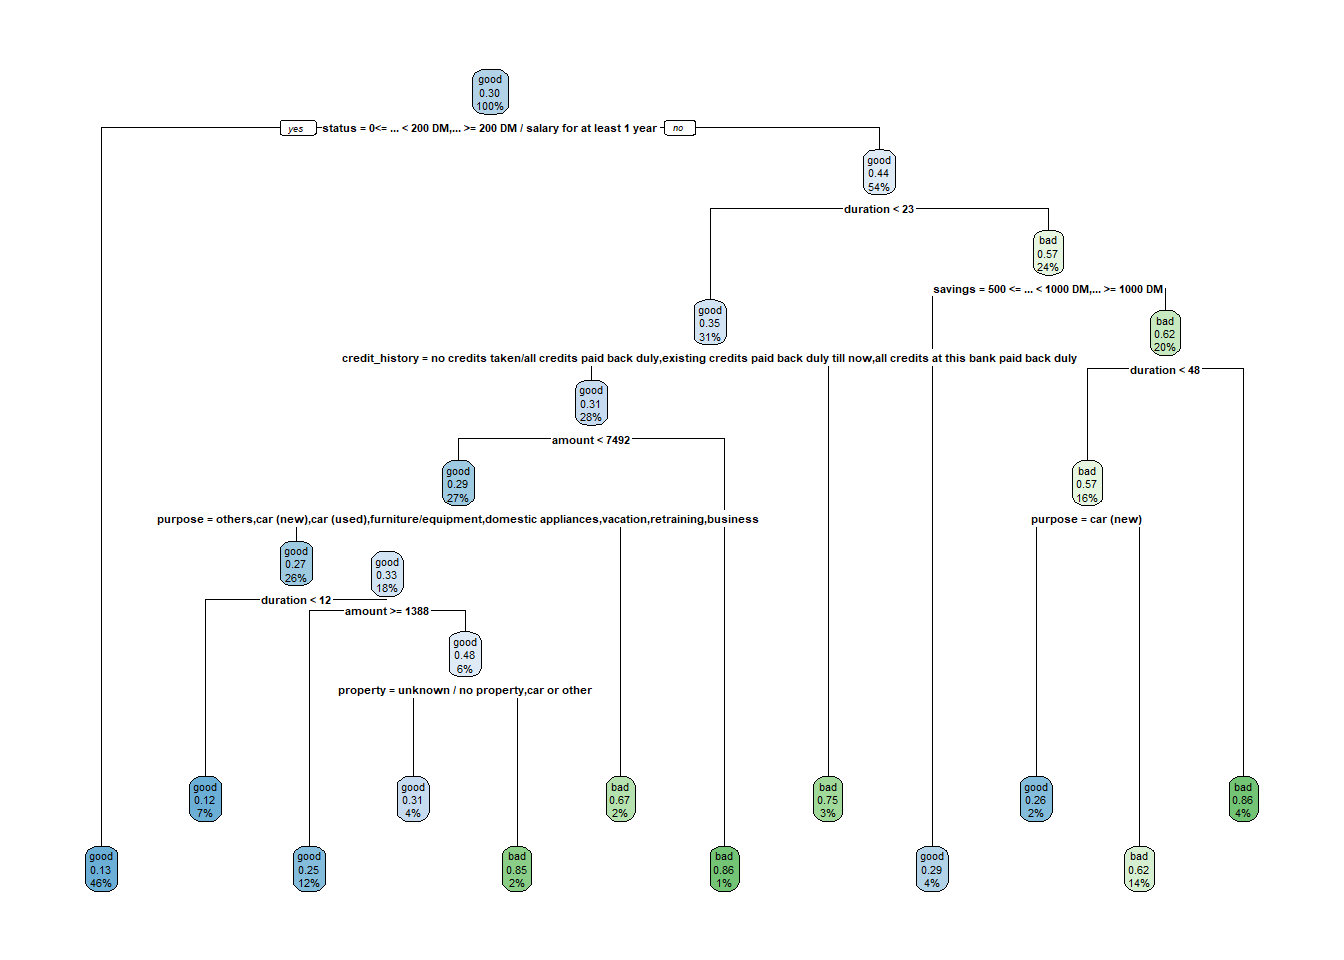 good
0.30
100%
yes
status = 0<= ... < 200 DM,... >= 200 DM / salary for at least 1 year
no
good
0.44
54%
duration < 23
bad
0.57
24%
savings = 500 <= ... < 1000 DM,... >= 1000 DM
good
0.35
31%
bad
0.62
20%
credit_history = no credits taken/all credits paid back duly,existing credits paid back duly till now,all credits at this bank paid back duly
duration < 48
good
0.31
28%
amount < 7492
good
0.29
27%
bad
0.57
16%
purpose = others,car (new),car (used),furniture/equipment,domestic appliances,vacation,retraining,business
purpose = car (new)
good
0.27
26%
good
0.33
18%
duration < 12
amount >= 1388
good
0.48
6%
property = unknown / no property,car or other
good
0.12
7%
good
0.31
4%
bad
0.67
2%
bad
0.75
3%
good
0.26
2%
bad
0.86
4%
good
0.13
46%
good
0.25
12%
bad
0.85
2%
bad
0.86
1%
good
0.29
4%
bad
0.62
14%